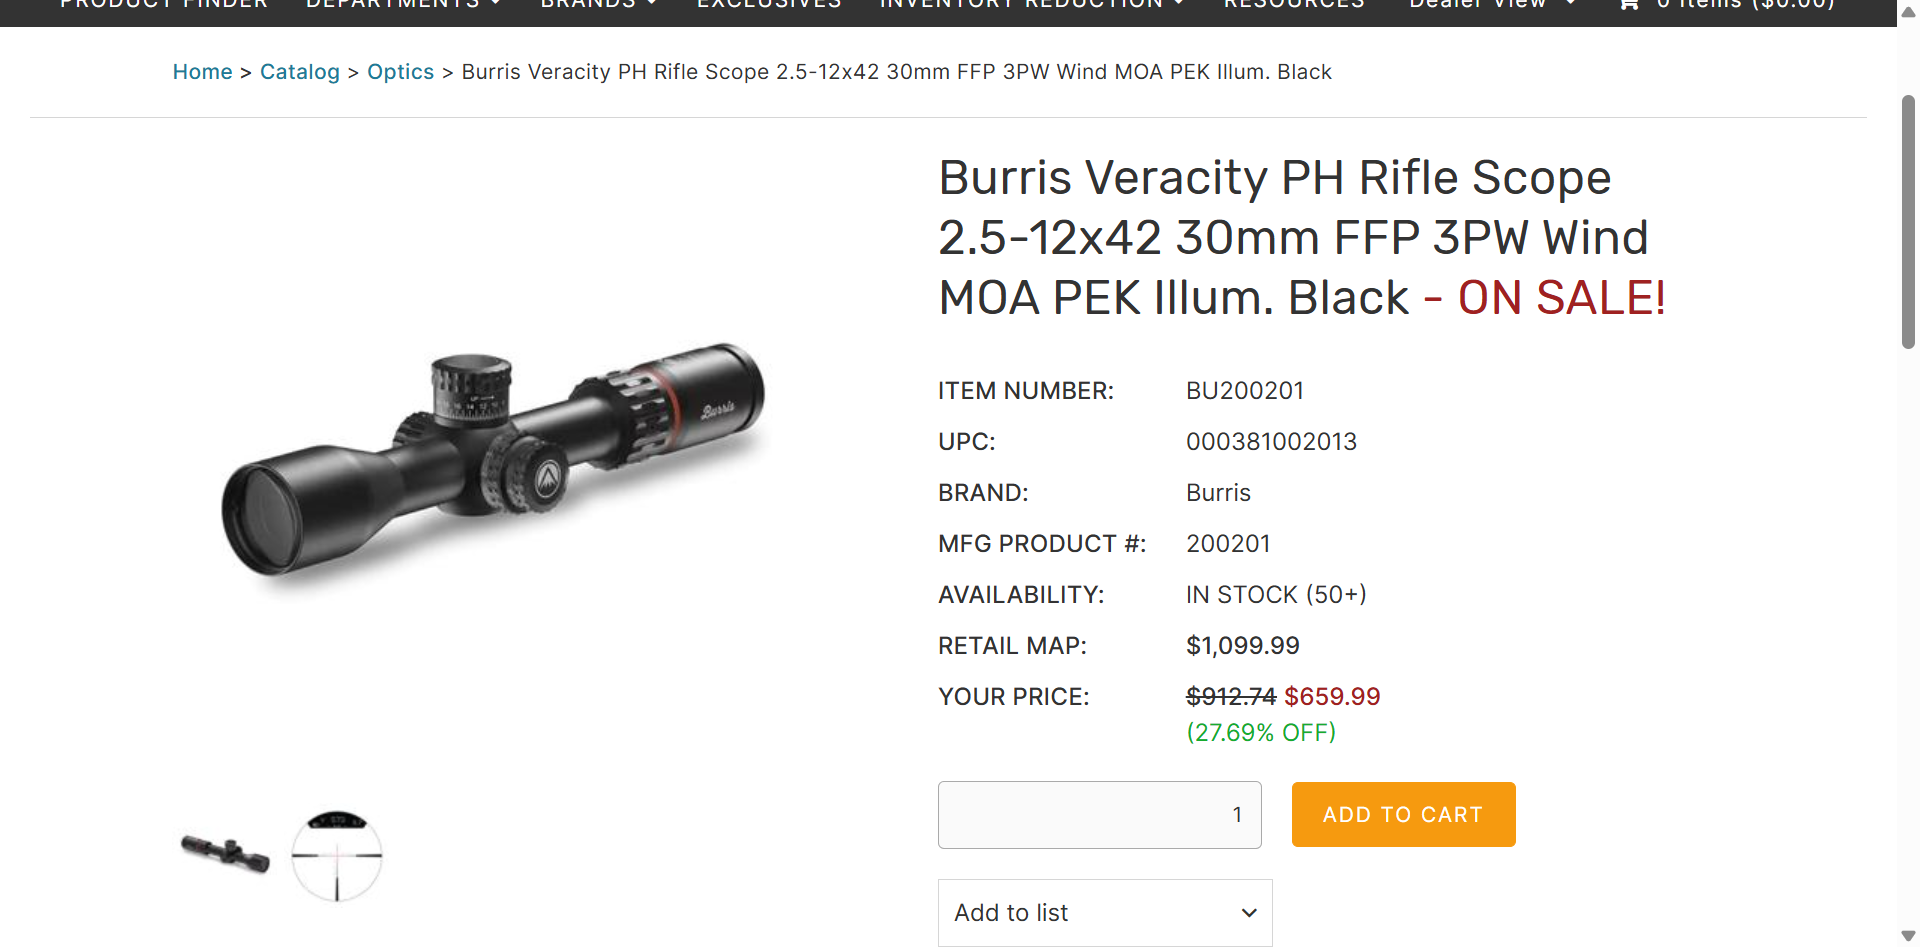 PRODUCT FINDER DEPARTMENTS BRANDS EXCLUSIVES INVENTORY REDUCTION RESOURCES Dealer View 0 Items ($0.00)
Home > Catalog > Optics > Burris Veracity PH Rifle Scope 2.5-12x42 30mm FFP 3PW Wind MOA PEK Illum. Black
Burris Veracity PH Rifle Scope
2.5-12x42 30mm FFP 3PW Wind
MOA PEK Illum. Black - ON SALE!
ITEM NUMBER: BU200201
UPC: 000381002013
BRAND: Burris
MFG PRODUCT #: 200201
AVAILABILITY: IN STOCK (50+)
RETAIL MAP: $1,099.99
YOUR PRICE: $912.74 $659.99
(27.69% OFF)
1
ADD TO CART
Add to list
UP
Burris